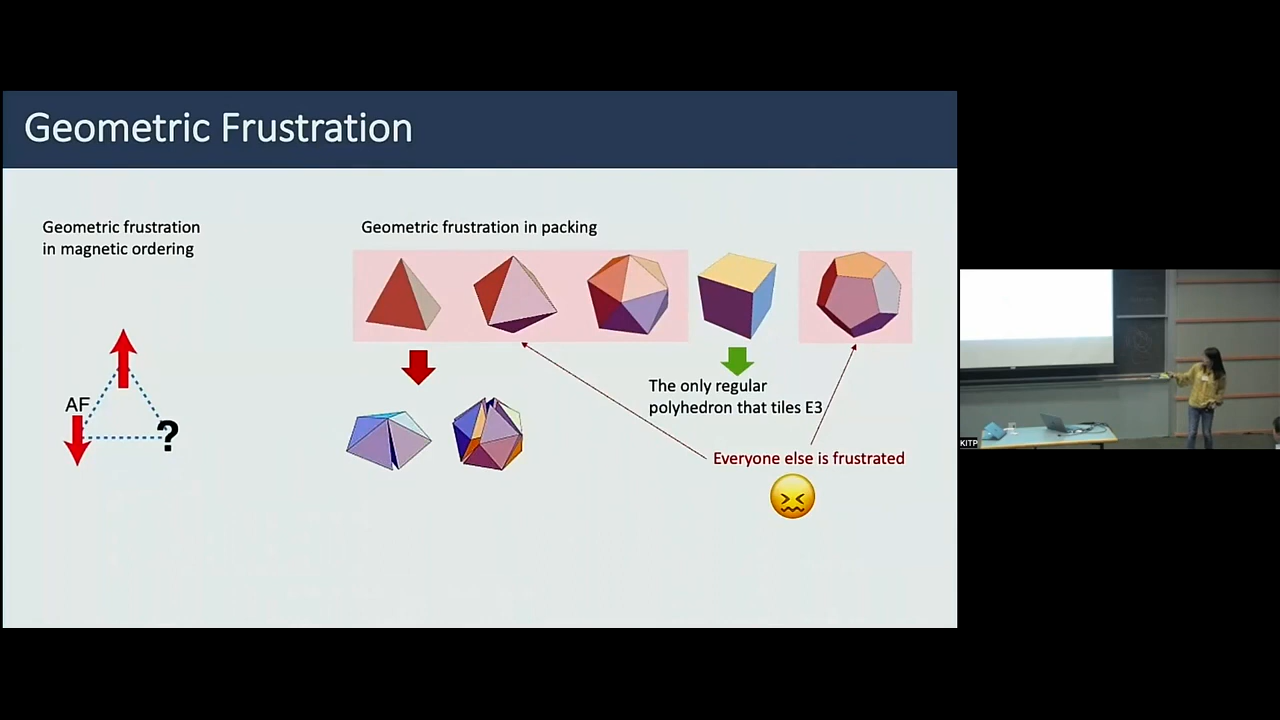 Geometric Frustration
Geometric frustration
in magnetic ordering
Geometric frustration in packing
AF
?
The only regular
polyhedron that tiles E3
Everyone else is frustrated
KITP